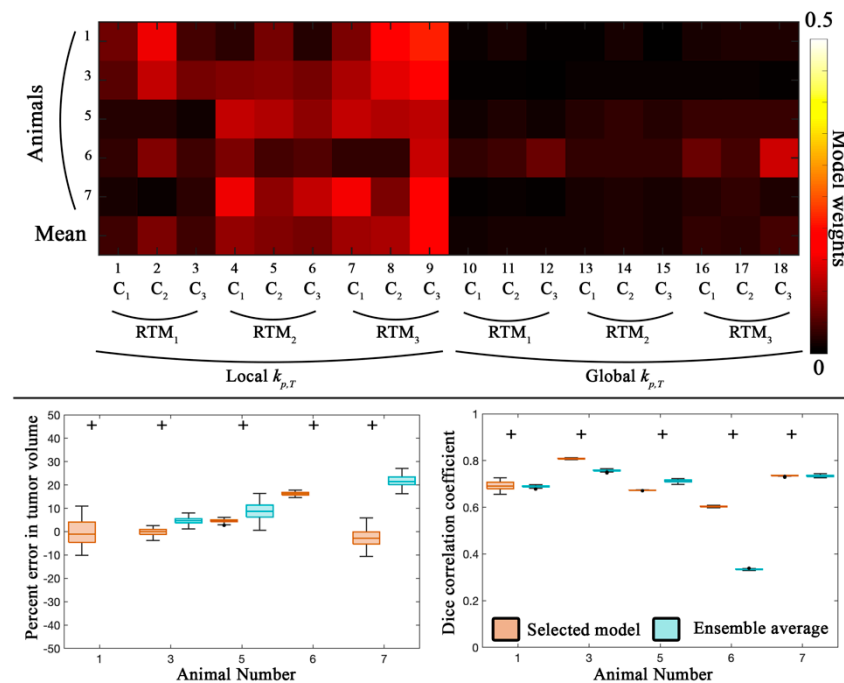 0.5
1
3
5
6
7
Animals
Mean
Model weights
0
1 2 3 4 5 6 7 8 9 10 11 12 13 14 15 16 17 18
C₁ C₂ C₃ C₁ C₂ C₃ C₁ C₂ C₃ C₁ C₂ C₃ C₁ C₂ C₃ C₁ C₂ C₃
RTM₁ RTM₂ RTM₃ RTM₁ RTM₂ RTM₃
Local kₚ,T Global kₚ,T
Percent error in tumor volume
50
40
30
20
10
0
-10
-20
-30
-40
-50
+ + + + +
1 3 5 6 7
Animal Number
Dice correlation coefficient
1
0.8
0.6
0.4
0.2
0
+ + + + +
Selected model Ensemble average
1 3 5 6 7
Animal Number